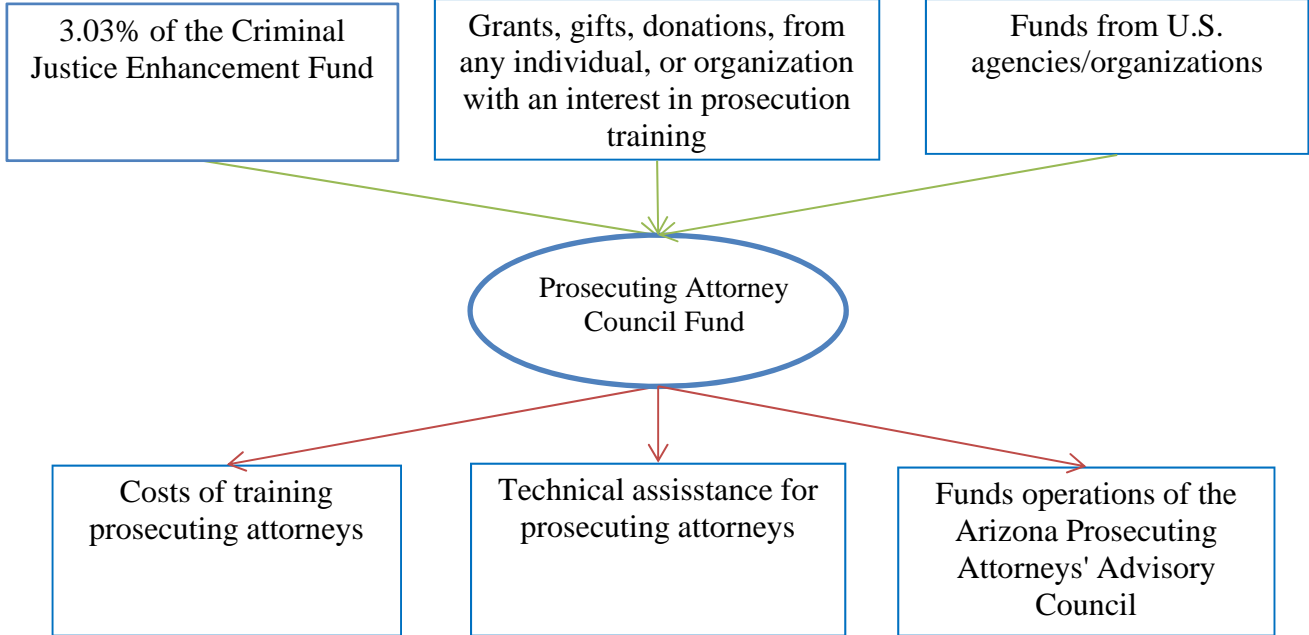 3.03% of the Criminal
Justice Enhancement Fund
Grants, gifts, donations, from
any individual, or organization
with an interest in prosecution
training
Funds from U.S.
agencies/organizations
Prosecuting Attorney
Council Fund
Costs of training
prosecuting attorneys
Technical assisstance for
prosecuting attorneys
Funds operations of the
Arizona Prosecuting
Attorneys' Advisory
Council